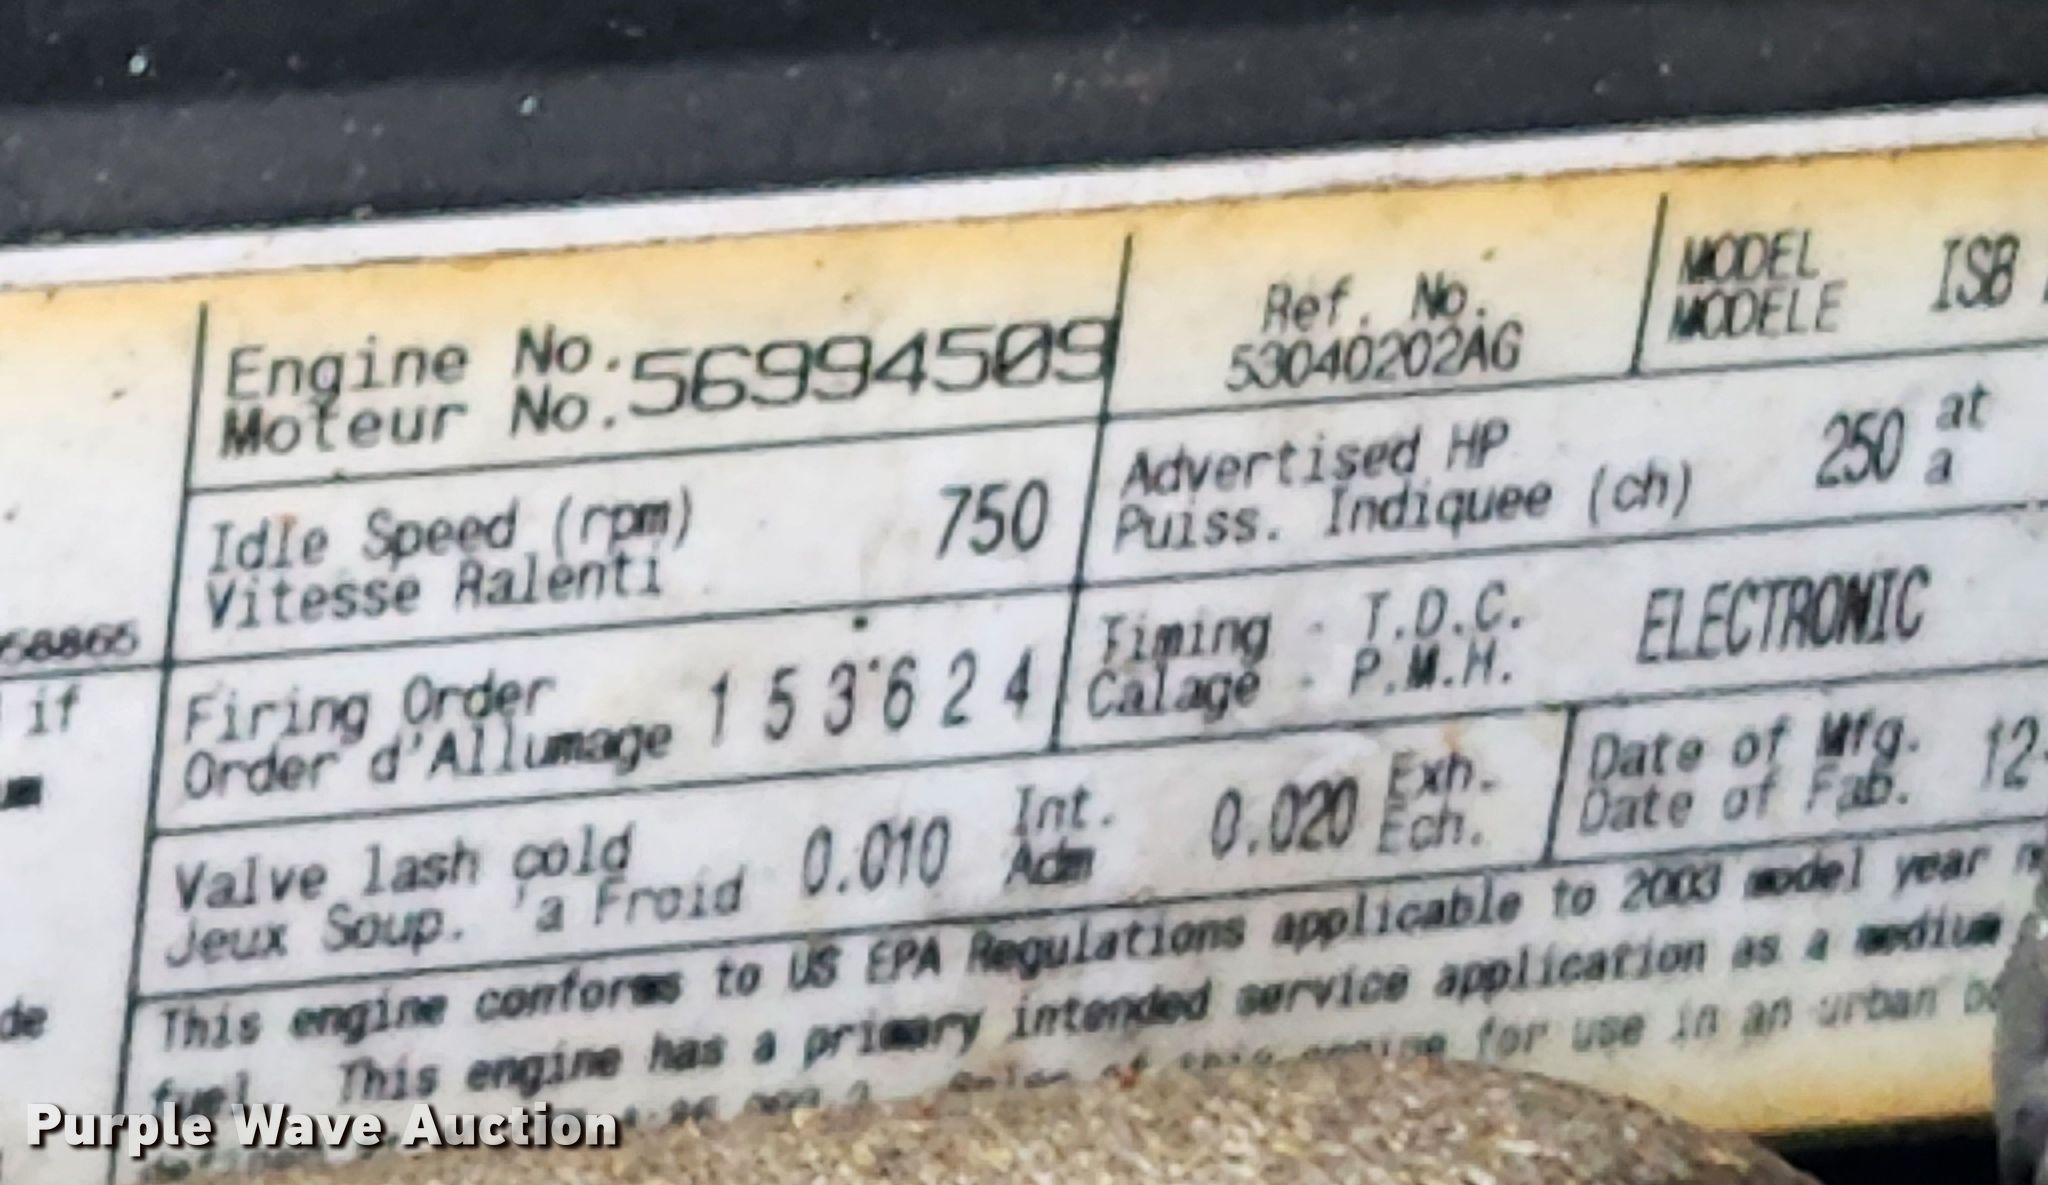 Engine No. 56994509
Moteur No.
Ref. No.
53040202AG
MODEL ISB
MODELE
Idle Speed (rpm) 750
Vitesse Ralenti
Advertised HP 250 at
Puiss. Indiquee (ch) a
58865
Firing Order 1 5 3 6 2 4
Order d'Allumage
Timing - T.D.C. ELECTRONIC
Calage - P.M.H.
if
Valve lash cold 0.010 Int. 0.020 Exh.
Jeux Soup. 'a Froid Adm Ech.
Date of Mfg. 12-
Date of Fab.
This engine conforms to US EPA Regulations applicable to 2003 model year
de
fuel. This engine has a primary intended service application as a medium
Sales of this engine for use in an urban
Purple Wave Auction